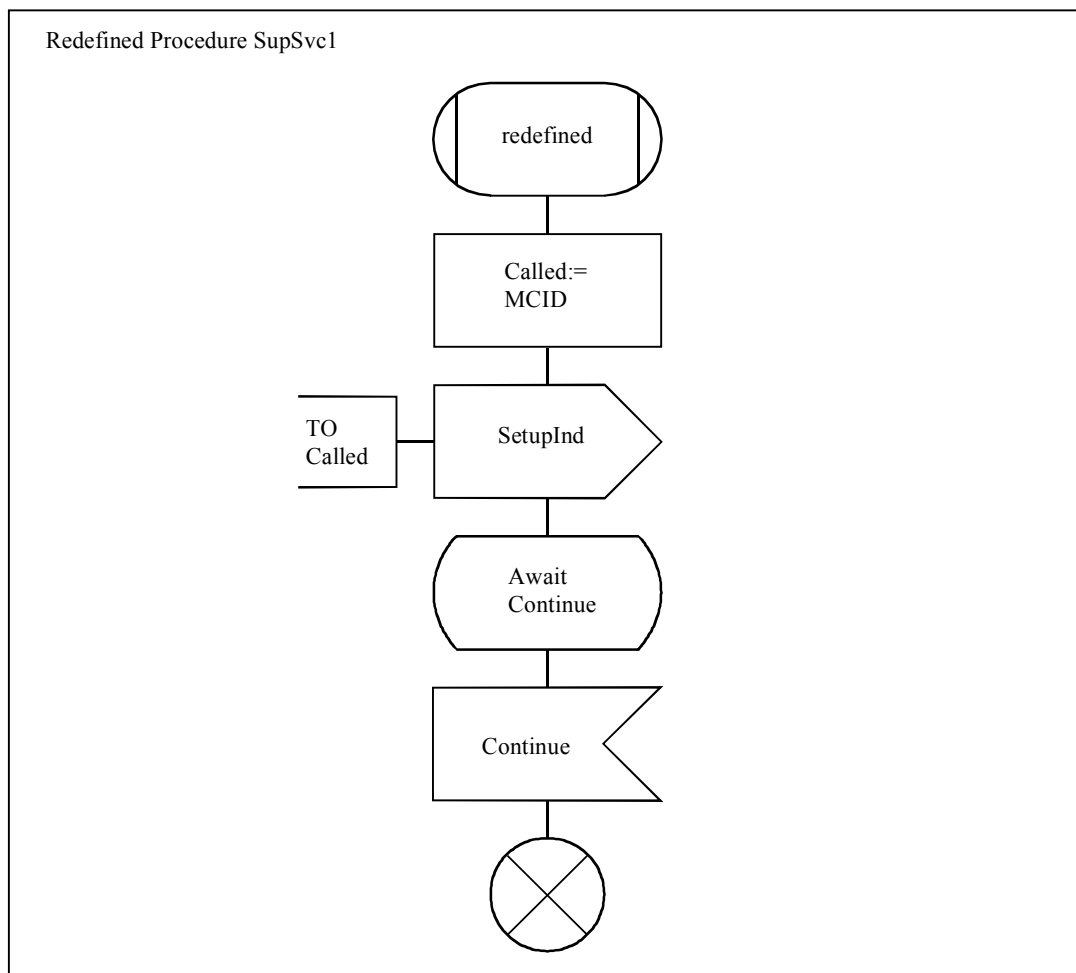 Redefined Procedure SupSvc1
redefined
Called:=
MCID
TO
Called
SetupInd
Await
Continue
Continue